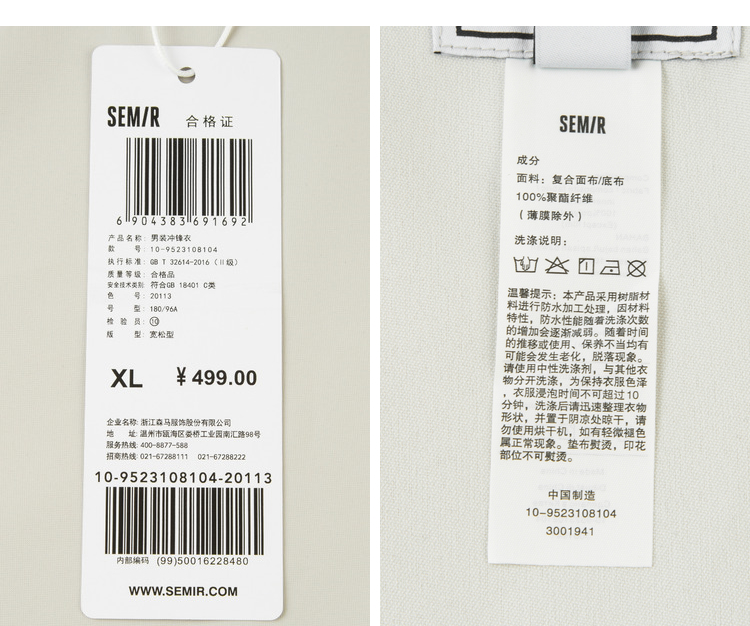 SEMIR 合格证
6 904383 691692
产品名称: 男装冲锋衣
款 号: 10-9523108104
执行标准: GB T 32614-2016 (II级)
质量等级: 合格品
安全技术类别: 符合GB 18401 C类
色 号: 20113
号 型: 180/96A
检 验 员: 10
版 型: 宽松型
XL ¥ 499.00
企业名称: 浙江森马服饰股份有限公司
地 址: 温州市瓯海区娄桥工业园南汇路98号
服务热线: 400-8877-588
招商热线: 021-67288111 021-67288222
10-9523108104-20113
内部编码 (99)50016228480
WWW.SEMIR.COM
SEMIR
成分
面料: 复合面布/底布
100%聚酯纤维
(薄膜除外)
洗涤说明:
温馨提示: 本产品采用树脂材
料进行防水加工处理, 因材料
特性, 防水性能随着洗涤次数
的增加会逐渐减弱。随着时间
的推移或使用、保养不当均有
可能会发生老化, 脱落现象。
请使用中性洗涤剂, 与其他衣
物分开洗涤, 为保持衣服色泽
, 衣服浸泡时间不可超过10
分钟, 洗涤后请迅速整理衣物
形状, 并置于阴凉处晾干, 请
勿使用烘干机, 如有轻微褪色
属正常现象。垫布熨烫, 印花
部位不可熨烫。
中国制造
10-9523108104
3001941